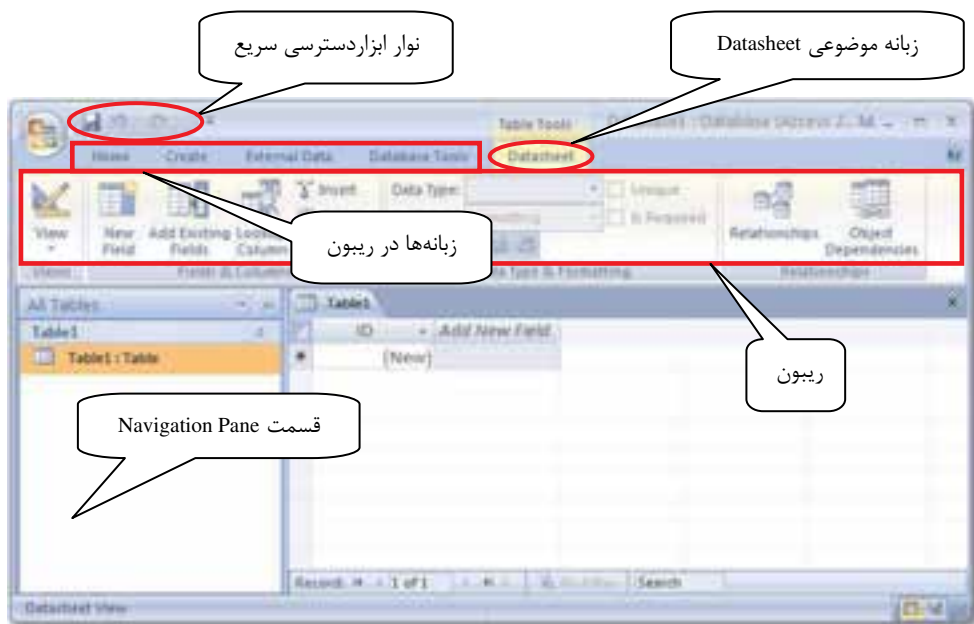 نوار ابزاردسترسی سریع
زبانه موضوعی Datasheet
Table Tools
Home Create External Data Database Tools Datasheet
View
New Field
Add Existing Fields
Insert
Data Type:
Unique
Is Required
Relationships
Object Dependencies
Views
Relationships
زبانه‌ها در ریبون
ریبون
قسمت Navigation Pane
All Tables
Table1
Table1
Table1 : Table
ID Add New Field
(New)
Record: 1 of 1
Search
Datasheet View